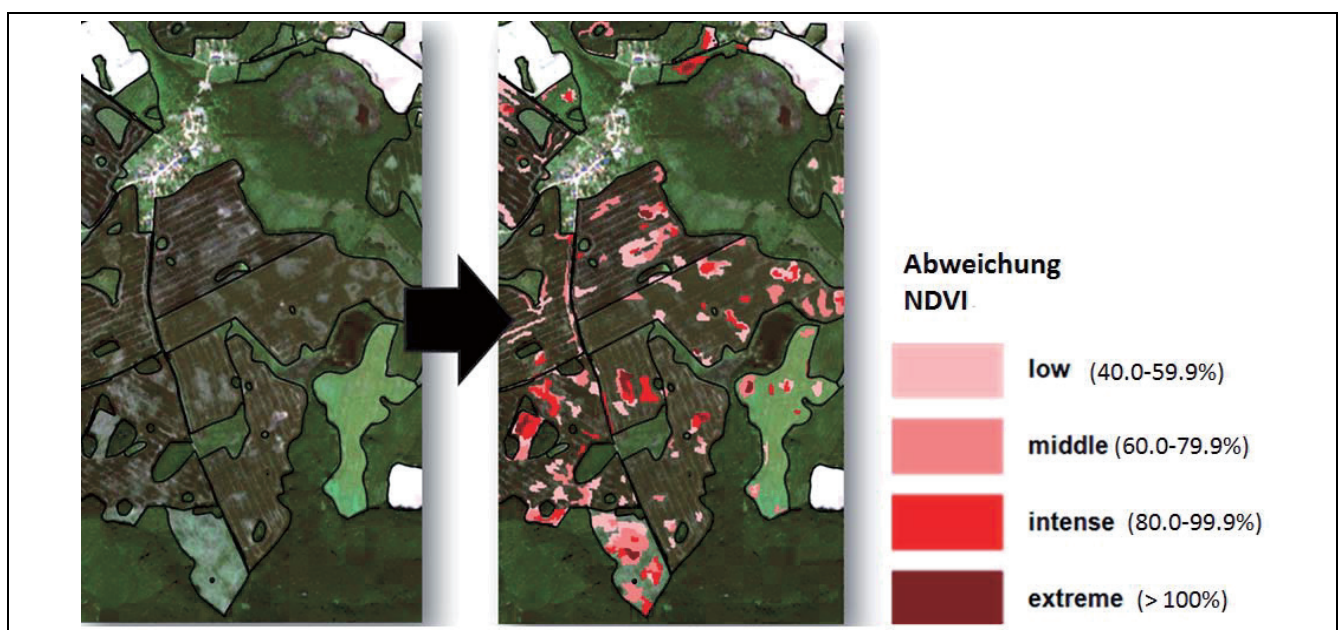 Abweichung
NDVI
low (40.0-59.9%)
middle (60.0-79.9%)
intense (80.0-99.9%)
extreme (> 100%)